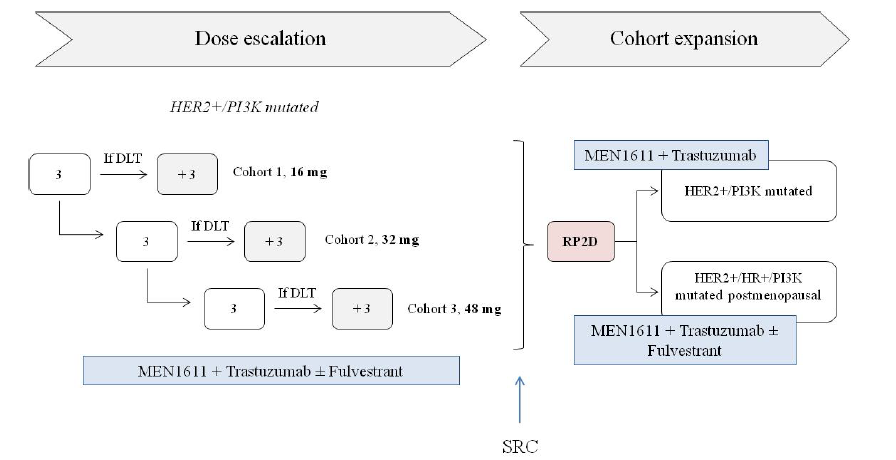 Dose escalation
Cohort expansion
HER2+/PI3K mutated
3
If DLT
+3
Cohort 1, 16 mg
3
If DLT
+3
Cohort 2, 32 mg
3
If DLT
+3
Cohort 3, 48 mg
MEN1611 + Trastuzumab ± Fulvestrant
SRC
RP2D
MEN1611 + Trastuzumab
HER2+/PI3K mutated
HER2+/HR+/PI3K
mutated postmenopausal
MEN1611 + Trastuzumab ±
Fulvestrant